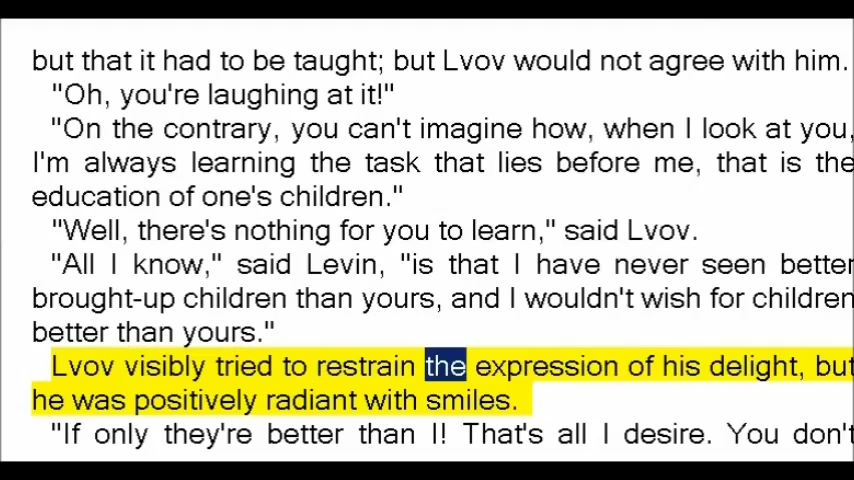 but that it had to be taught; but Lvov would not agree with him.
"Oh, you're laughing at it!"
"On the contrary, you can't imagine how, when I look at you,
I'm always learning the task that lies before me, that is the
education of one's children."
"Well, there's nothing for you to learn," said Lvov.
"All I know," said Levin, "is that I have never seen better
brought-up children than yours, and I wouldn't wish for children
better than yours."
Lvov visibly tried to restrain the expression of his delight, but
he was positively radiant with smiles.
"If only they're better than I! That's all I desire. You don't